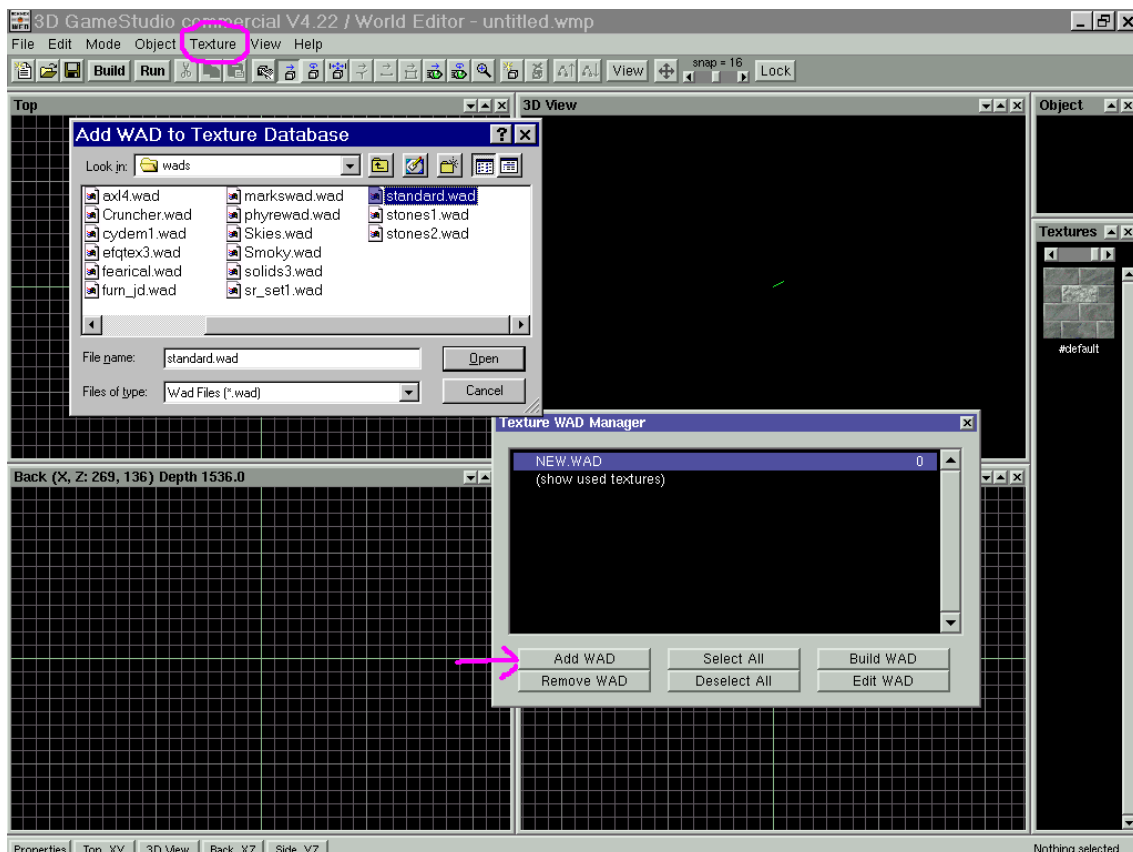 3D GameStudio commercial V4.22 / World Editor - untitled.wmp
File Edit Mode Object Texture View Help
Build Run View snap = 16 Lock
Top
3D View
Object
Add WAD to Texture Database
Look in: wads
axl4.wad markswad.wad standard.wad
Cruncher.wad phyrewad.wad stones1.wad
cydem1.wad Skies.wad stones2.wad
efqtex3.wad Smoky.wad
fearical.wad solids3.wad
furn_jd.wad sr_set1.wad
File name: standard.wad Open
Files of type: Wad Files (*.wad) Cancel
Textures
#default
Texture WAD Manager
NEW.WAD 0
(show used textures)
Add WAD Select All Build WAD
Remove WAD Deselect All Edit WAD
Back (X, Z: 269, 136) Depth 1536.0
Properties Top XY 3D View Back XZ Side YZ Nothing selected